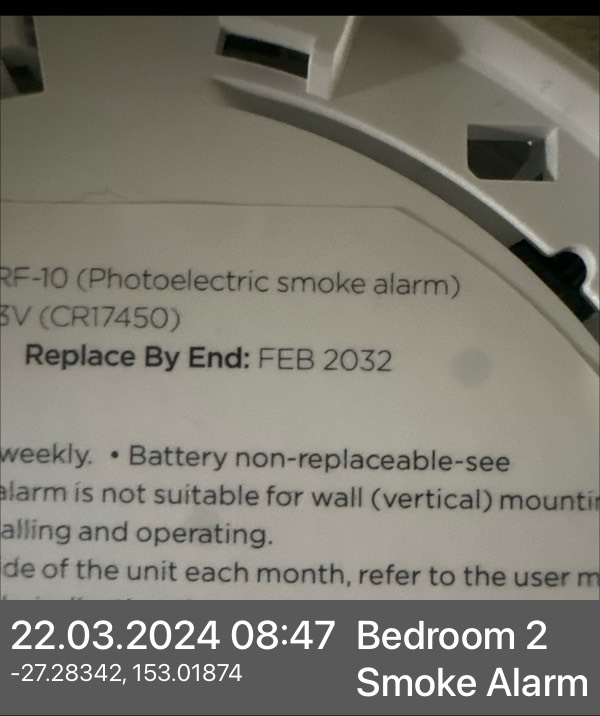 RF-10 (Photoelectric smoke alarm)
3V (CR17450)
Replace By End: FEB 2032
weekly. • Battery non-replaceable-see
alarm is not suitable for wall (vertical) mounti
alling and operating.
ide of the unit each month, refer to the user m
22.03.2024 08:47
-27.28342, 153.01874
Bedroom 2
Smoke Alarm